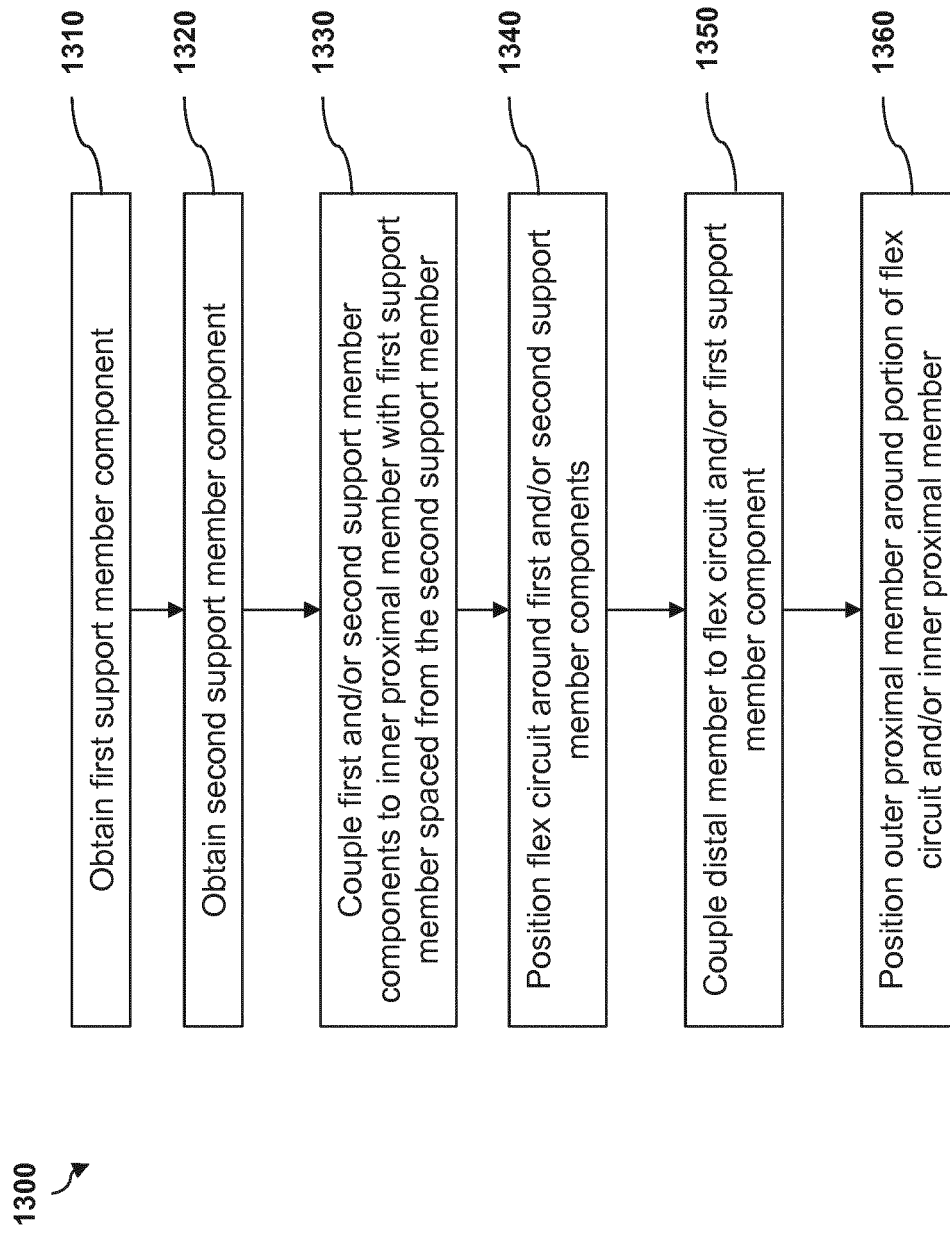 1300
Obtain first support member component
1310
Obtain second support member component
1320
Couple first and/or second support member
components to inner proximal member with first support
member spaced from the second support member
1330
Position flex circuit around first and/or second support
member components
1340
Couple distal member to flex circuit and/or first support
member component
1350
Position outer proximal member around portion of flex
circuit and/or inner proximal member
1360